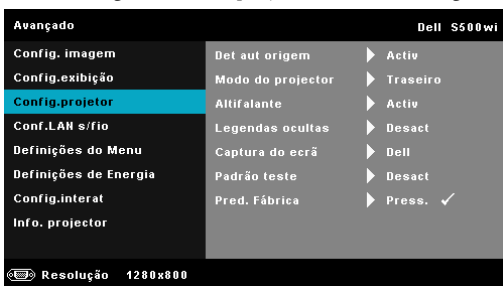 Avançado Dell S500wi
Config. imagem
Config.exibição
Config.projetor
Conf.LAN s/fio
Definições do Menu
Definições de Energia
Config.interat
Info. projector
Det aut origem Activ
Modo do projector Traseiro
Altifalante Activ
Legendas ocultas Desact
Captura do ecrã Dell
Padrão teste Desact
Pred. Fábrica Press. ✓
Resolução 1280x800